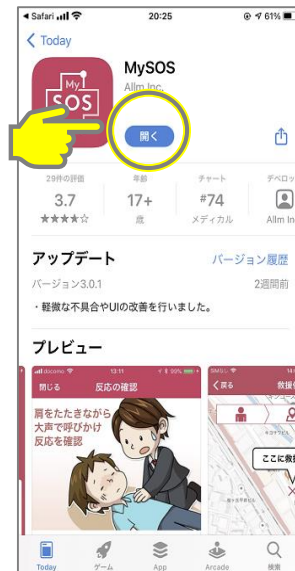 ◀ Safari
20:25
61%
Today
My
SOS
MySOS
Allm Inc.
開く
29件の評価
3.7
★★★★☆
年齢
17+
歳
チャート
#74
メディカル
デベロッ
Allm In
アップデート
バージョン履歴
バージョン3.0.1
2週間前
・軽微な不具合やUIの改善を行いました。
プレビュー
docomo
13:11
閉じる
反応の確認
肩をたたきながら
大声で呼びかけ
反応を確認
戻る
救援
ここに救
Today
ゲーム
App
Arcade
検索